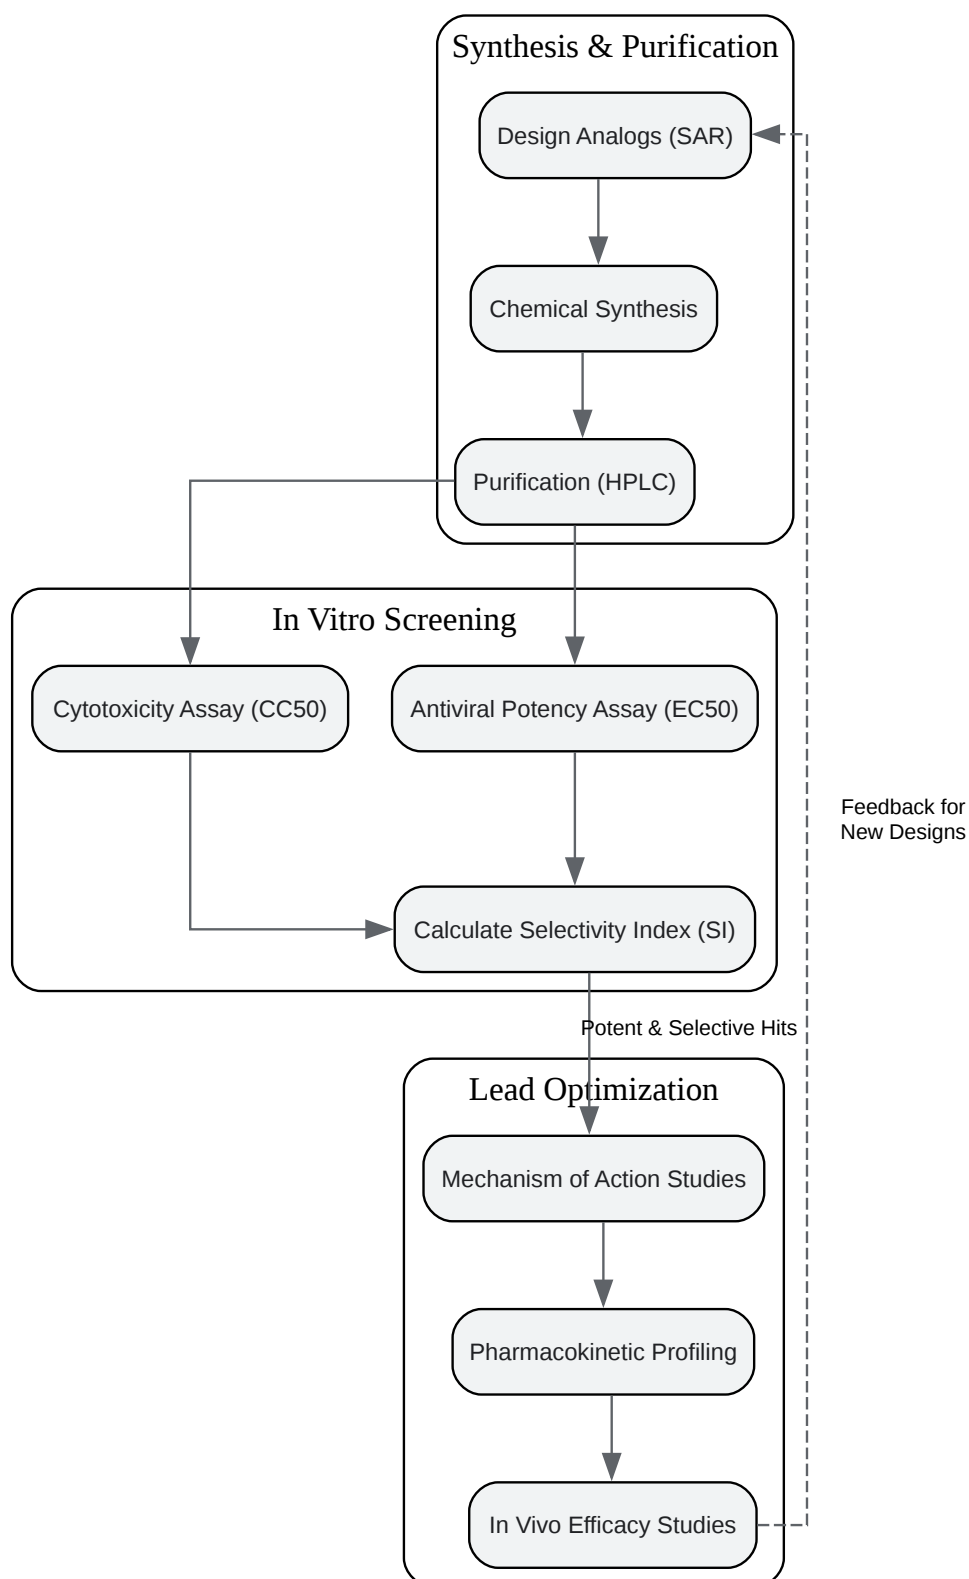 Synthesis & Purification
Design Analogs (SAR)
Chemical Synthesis
Purification (HPLC)
In Vitro Screening
Cytotoxicity Assay (CC50)
Antiviral Potency Assay (EC50)
Feedback for
New Designs
Calculate Selectivity Index (SI)
Potent & Selective Hits
Lead Optimization
Mechanism of Action Studies
Pharmacokinetic Profiling
In Vivo Efficacy Studies